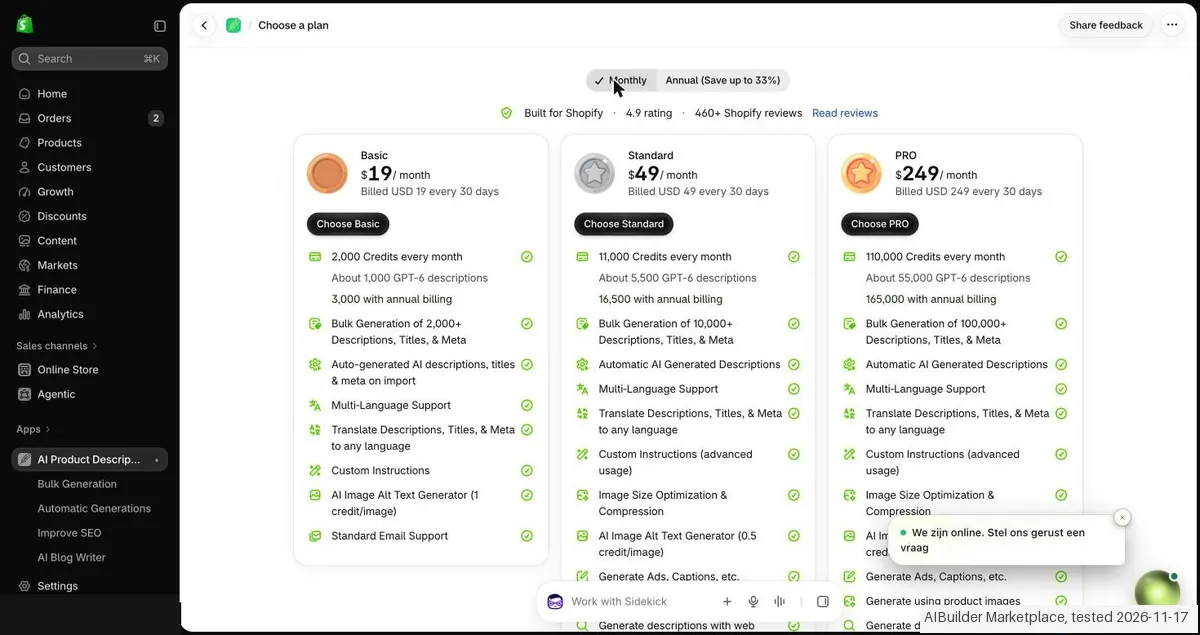 Choose a plan
Share feedback
Search
⌘K
Home
Orders
2
Products
Customers
Growth
Discounts
Content
Markets
Finance
Analytics
Sales channels
Online Store
Agentic
Apps
AI Product Descrip...
Bulk Generation
Automatic Generations
Improve SEO
AI Blog Writer
Settings
Monthly
Annual (Save up to 33%)
Built for Shopify · 4.9 rating · 460+ Shopify reviews Read reviews
Basic
$19/ month
Billed USD 19 every 30 days
Choose Basic
2,000 Credits every month
About 1,000 GPT-6 descriptions
3,000 with annual billing
Bulk Generation of 2,000+
Descriptions, Titles, & Meta
Auto-generated AI descriptions, titles
& meta on import
Multi-Language Support
Translate Descriptions, Titles, & Meta
to any language
Custom Instructions
AI Image Alt Text Generator (1
credit/image)
Standard Email Support
Standard
$49/ month
Billed USD 49 every 30 days
Choose Standard
11,000 Credits every month
About 5,500 GPT-6 descriptions
16,500 with annual billing
Bulk Generation of 10,000+
Descriptions, Titles, & Meta
Automatic AI Generated Descriptions
Multi-Language Support
Translate Descriptions, Titles, & Meta
to any language
Custom Instructions (advanced
usage)
Image Size Optimization &
Compression
AI Image Alt Text Generator (0.5
credit/image)
Generate Ads, Captions, etc.
Generate descriptions with web
PRO
$249/ month
Billed USD 249 every 30 days
Choose PRO
110,000 Credits every month
About 55,000 GPT-6 descriptions
165,000 with annual billing
Bulk Generation of 100,000+
Descriptions, Titles, & Meta
Automatic AI Generated Descriptions
Multi-Language Support
Translate Descriptions, Titles, & Meta
to any language
Custom Instructions (advanced
usage)
Image Size Optimization &
Compression
AI
Generate Ads, Captions, etc.
Generate using product images
Generate
We zijn online. Stel ons gerust een
vraag
Work with Sidekick
AIBuilder Marketplace, tested 2026-11-17